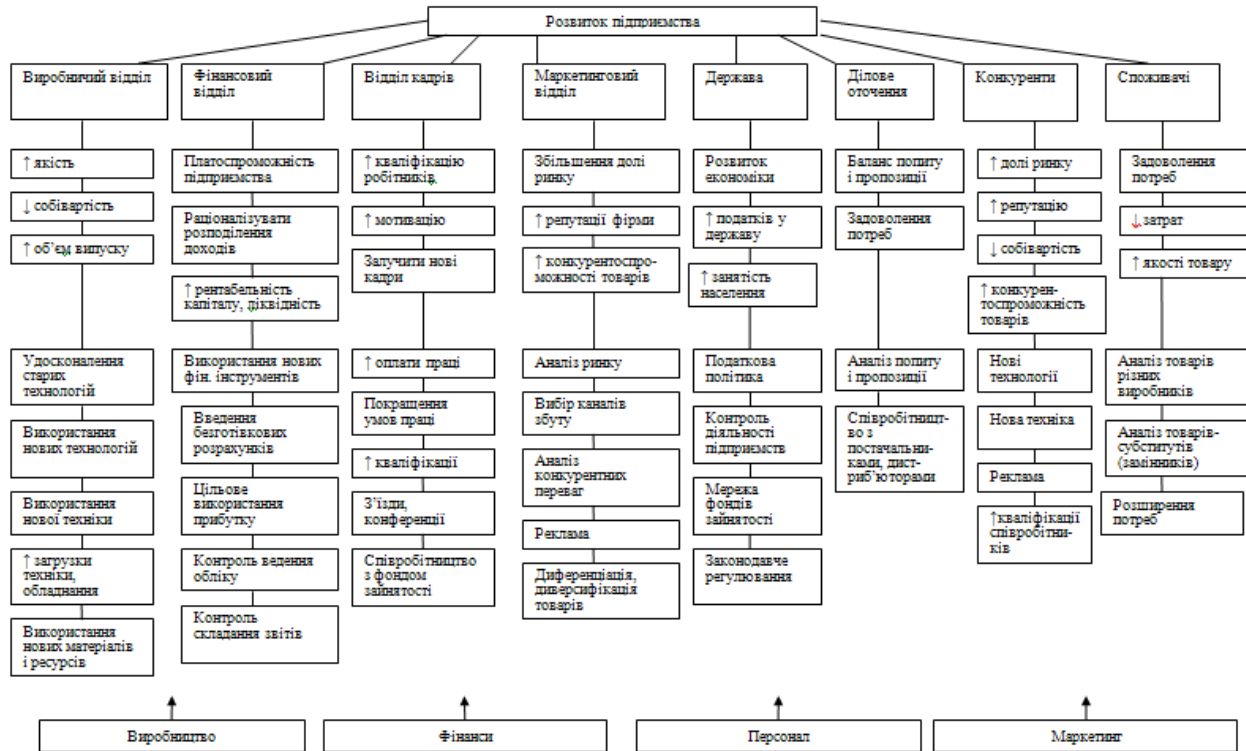 Розвиток підприємства
Виробничий відділ
Фінансовий
відділ
Відділ кадрів
Маркетинговий
відділ
Держава
Ділове
оточення
Конкуренти
Споживачі
↑ якість
↓ собівартість
↑ об’єм випуску
Удосконалення
старих
технологій
Використання
нових технологій
Використання
нової техніки
↑ загрузки
техніки,
обладнання
Використання
нових матеріалів
і ресурсів
Платоспроможність
підприємства
Раціоналізувати
розподілення
доходів
↑ рентабельність
капіталу, ліквідність
Використання нових
фін. інструментів
Введення
безготівкових
розрахунків
Цільове
використання
прибутку
Контроль ведення
обліку
Контроль
складання звітів
↑ кваліфікацію
робітників
↑ мотивацію
Залучити нові
кадри
↑ оплати праці
Покращення
умов праці
↑ кваліфікації
З’їзди,
конференції
Співробітництво
з фондом
зайнятості
Збільшення долі
ринку
↑ репутації фірми
↑ конкурентоспро-
можності товарів
Аналіз ринку
Вибір каналів
збуту
Аналіз
конкурентних
переваг
Реклама
Диференціація,
диверсифікація
товарів
Розвиток
економіки
↑ податків у
державу
↑ занятість
населення
Податкова
політика
Контроль
діяльності
підприємств
Мережа
фондів
зайнятості
Законодавче
регулювання
Баланс попиту
і пропозиції
Задоволення
потреб
Аналіз попиту
і пропозиції
Співробітницт-
во з
постачальни-
ками, дист-
риб’юторами
↑ долі ринку
↑ репутацію
↓ собівартість
↑ конкурен-
тоспроможність
товарів
Нові
технології
Нова техніка
Реклама
↑кваліфікації
співробітни-
ків
Задоволення
потреб
↓ затрат
↑ якості товару
Аналіз товарів
різних
виробників
Аналіз товарів-
субститутів
(замінників)
Розширення
потреб
Виробництво
Фінанси
Персонал
Маркетинг